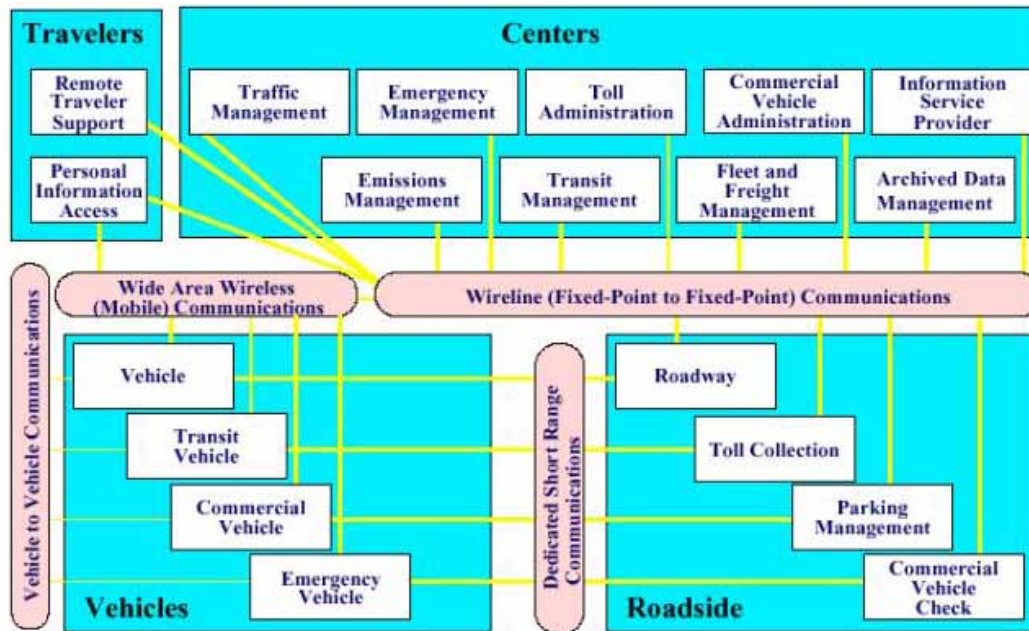 Travelers
Remote
Traveler
Support
Personal
Information
Access
Centers
Traffic
Management
Emergency
Management
Toll
Administration
Commercial
Vehicle
Administration
Information
Service
Provider
Emissions
Management
Transit
Management
Fleet and
Freight
Management
Archived Data
Management
Wide Area Wireless
(Mobile) Communications
Wireline (Fixed-Point to Fixed-Point) Communications
Vehicle to Vehicle Communications
Vehicle
Transit
Vehicle
Commercial
Vehicle
Emergency
Vehicle
Vehicles
Dedicated Short Range
Communications
Roadway
Toll Collection
Parking
Management
Commercial
Vehicle
Check
Roadside